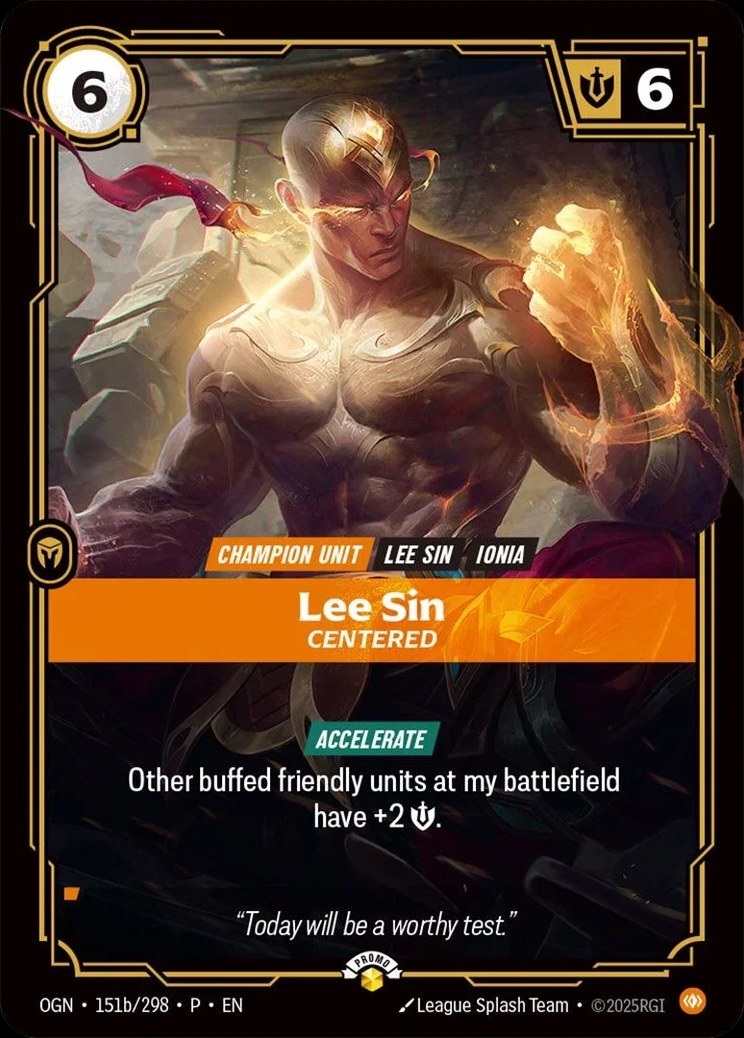 6
6
CHAMPION UNIT LEE SIN IONIA
Lee Sin
CENTERED
ACCELERATE
Other buffed friendly units at my battlefield
have +2 .
“Today will be a worthy test.”
PROMO
OGN • 151b/298 • P • EN
League Splash Team • ©2025RGI